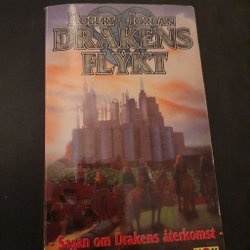 ROBERT JORDAN
DRAKENS
FLYKT
- Sagan om Drakens återkomst -